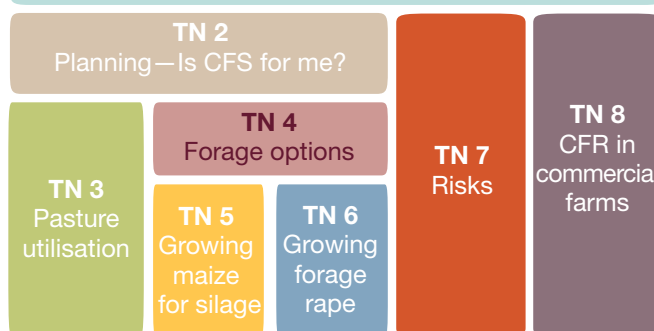 TN 2
Planning—Is CFS for me?
TN 3
Pasture
utilisation
TN 4
Forage options
TN 5
Growing
maize
for silage
TN 6
Growing
forage
rape
TN 7
Risks
TN 8
CFR in
commercia
farms